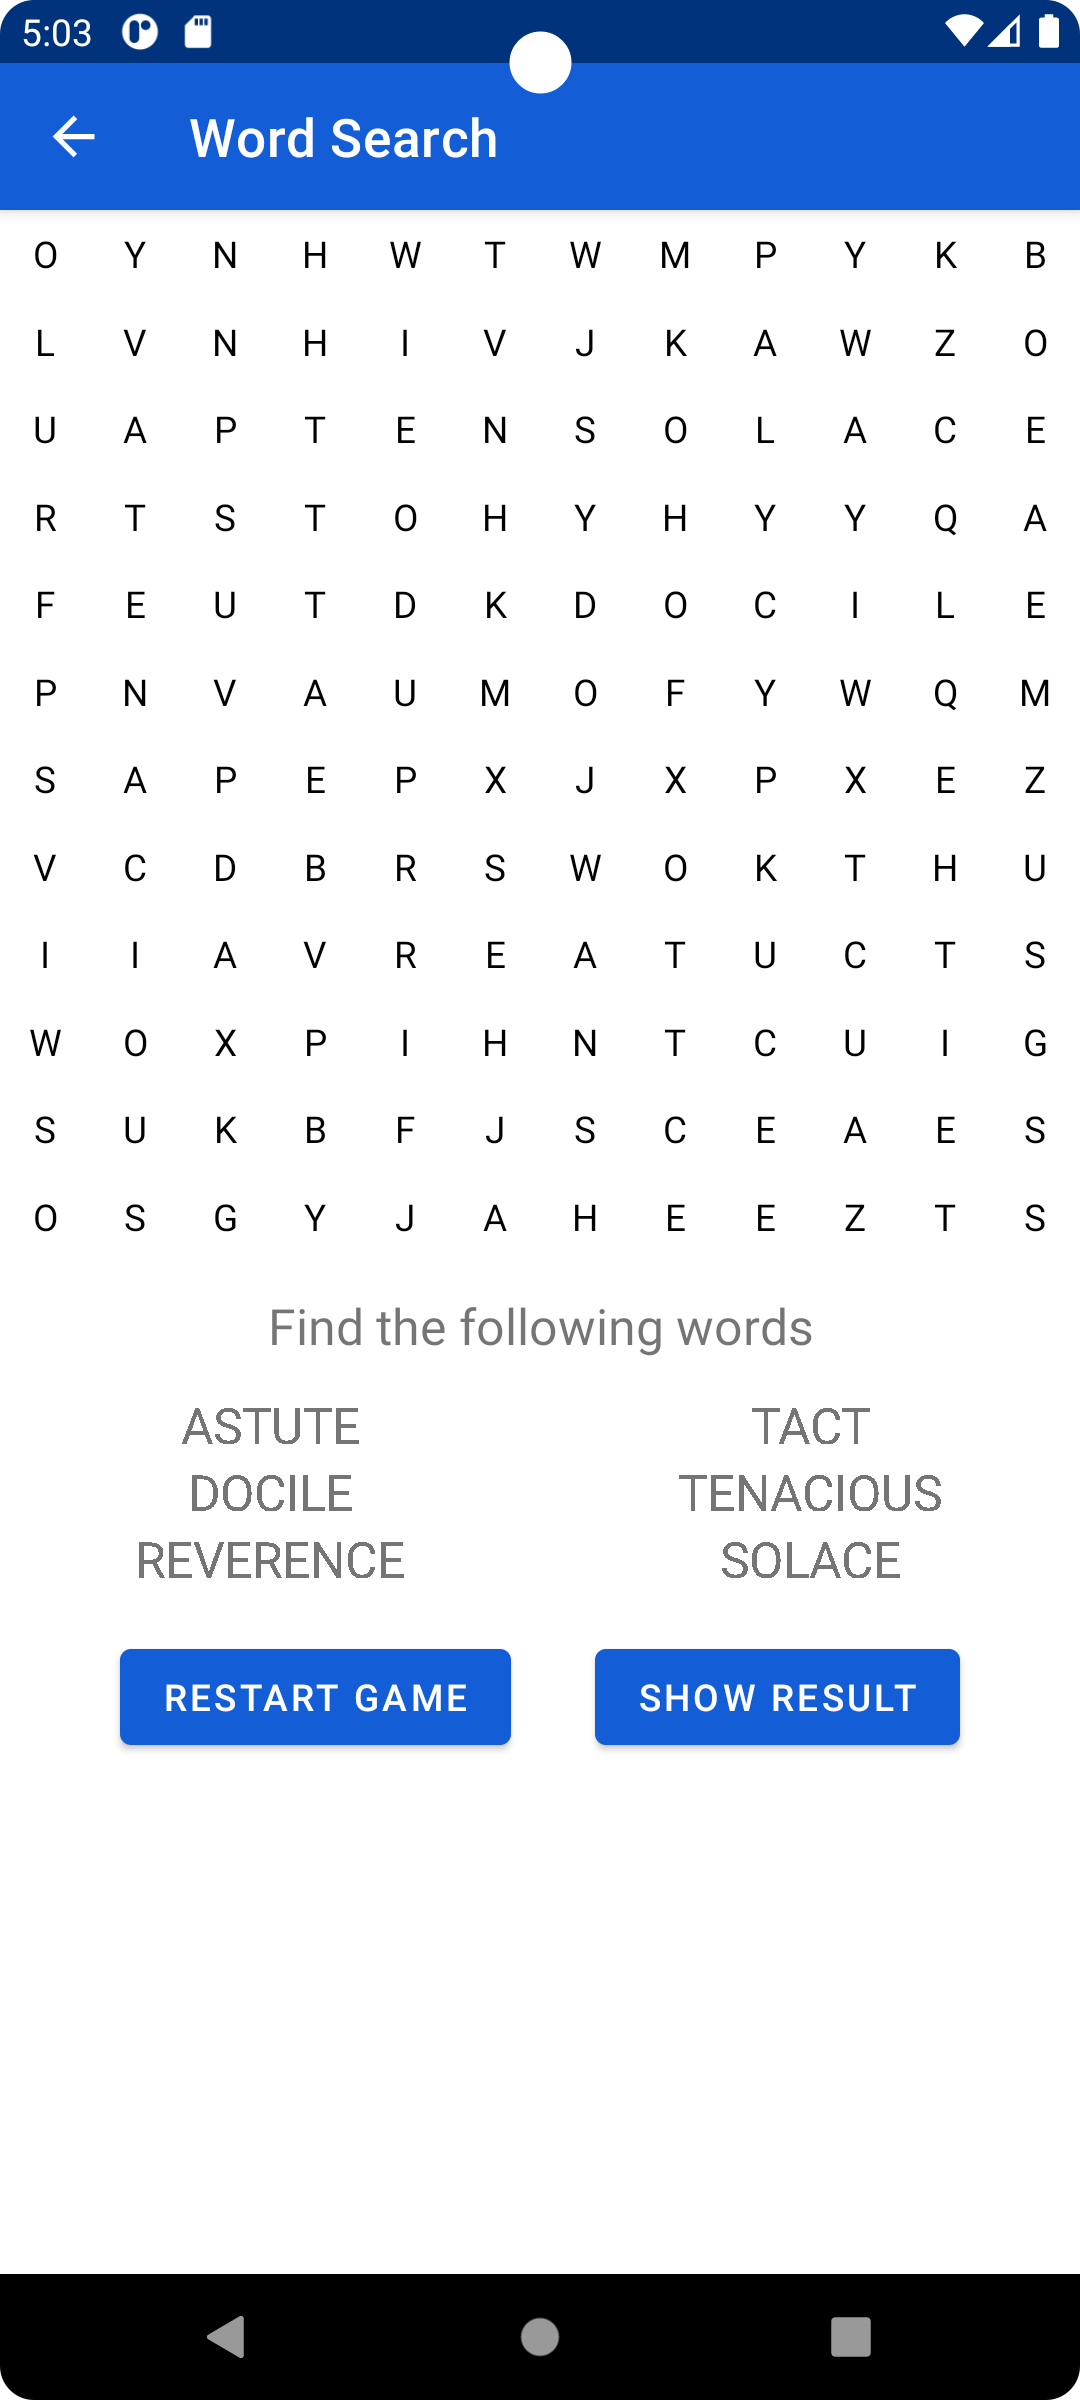 5:03
Word Search
O Y N H W T W M P Y K B
L V N H I V J K A W Z O
U A P T E N S O L A C E
R T S T O H Y H Y Y Q A
F E U T D K D O C I L E
P N V A U M O F Y W Q M
S A P E P X J X P X E Z
V C D B R S W O K T H U
I I A V R E A T U C T S
W O X P I H N T C U I G
S U K B F J S C E A E S
O S G Y J A H E E Z T S
Find the following words
ASTUTE TACT
DOCILE TENACIOUS
REVERENCE SOLACE
RESTART GAME SHOW RESULT